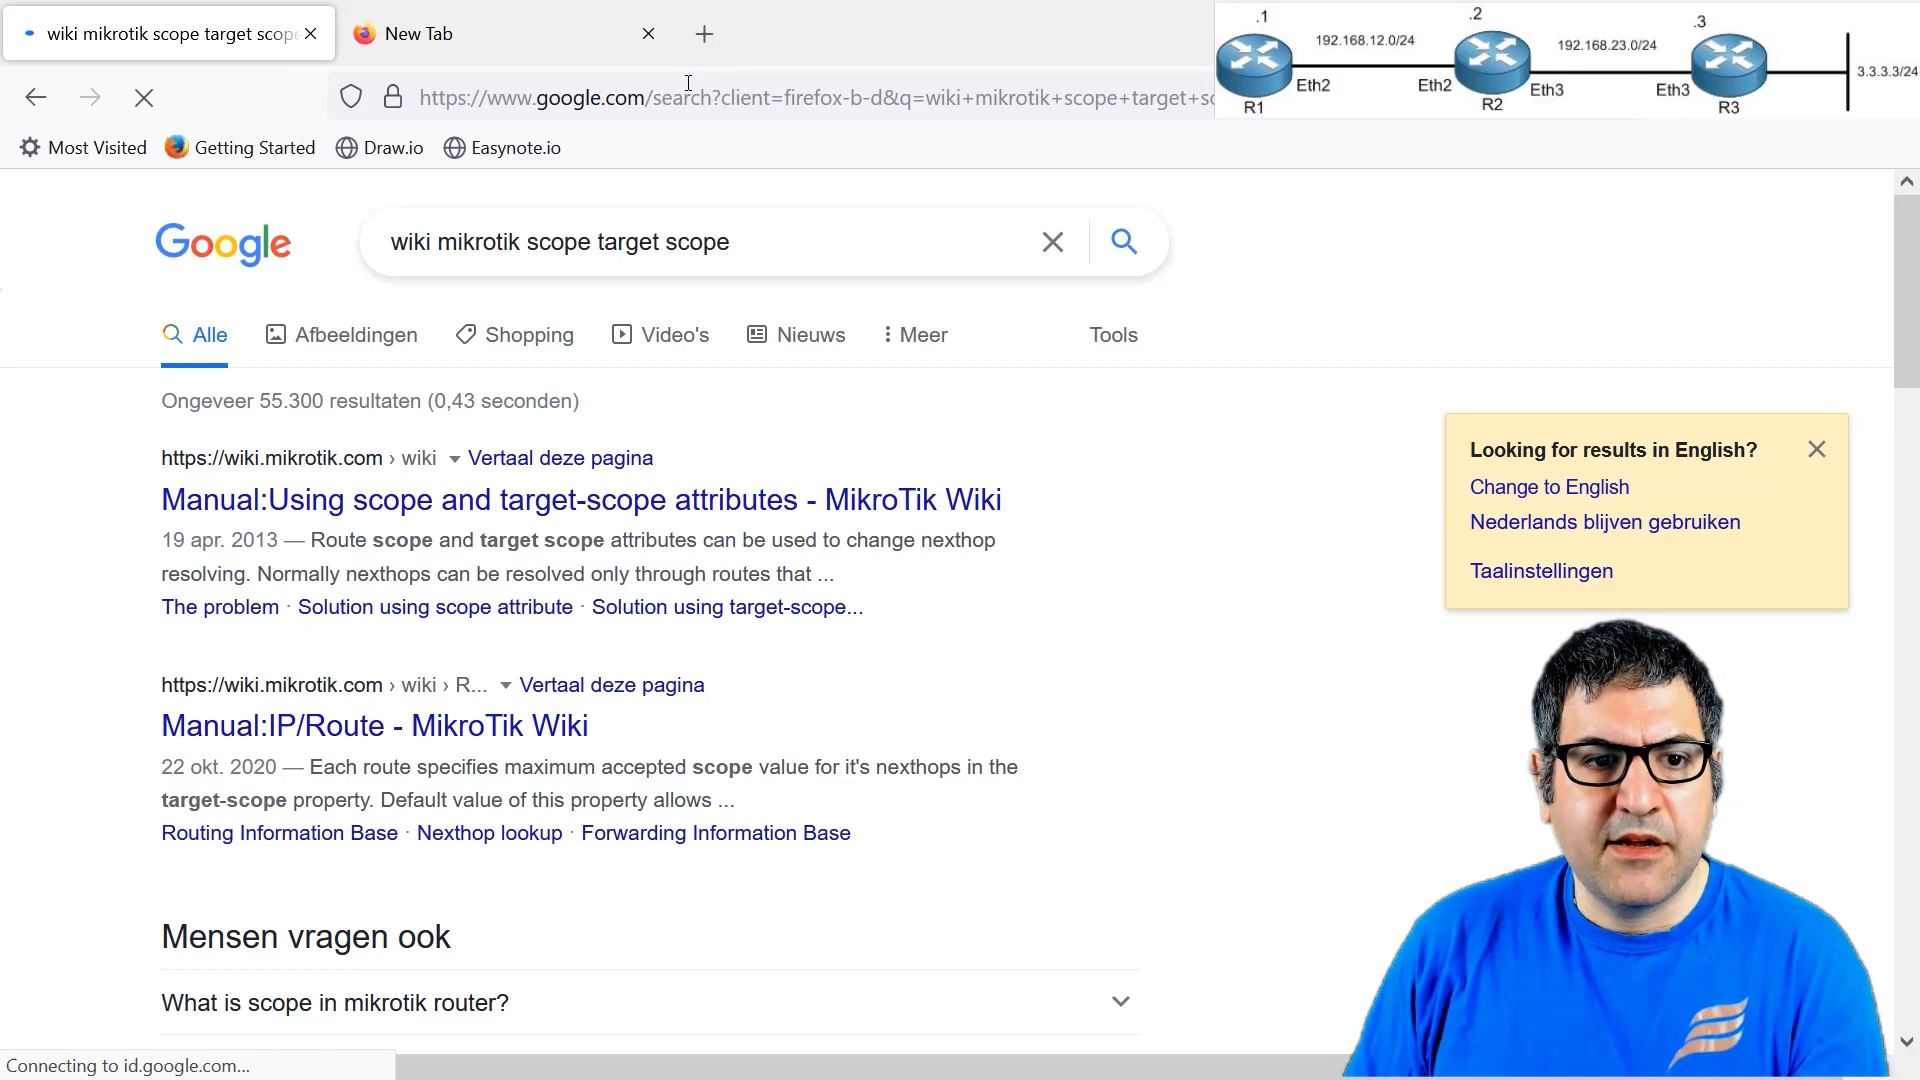 wiki mikrotik scope target scope
New Tab
https://www.google.com/search?client=firefox-b-d&q=wiki+mikrotik+scope+target+sc
.1
.2
.3
192.168.12.0/24
192.168.23.0/24
3.3.3.3/24
Eth2
Eth2
Eth3
Eth3
R1
R2
R3
Most Visited
Getting Started
Draw.io
Easynote.io
Google
wiki mikrotik scope target scope
Alle
Afbeeldingen
Shopping
Video's
Nieuws
Meer
Tools
Ongeveer 55.300 resultaten (0,43 seconden)
https://wiki.mikrotik.com › wiki Vertaal deze pagina
Manual:Using scope and target-scope attributes - MikroTik Wiki
19 apr. 2013 — Route scope and target scope attributes can be used to change nexthop
resolving. Normally nexthops can be resolved only through routes that ...
The problem · Solution using scope attribute · Solution using target-scope...
https://wiki.mikrotik.com › wiki › R... Vertaal deze pagina
Manual:IP/Route - MikroTik Wiki
22 okt. 2020 — Each route specifies maximum accepted scope value for it's nexthops in the
target-scope property. Default value of this property allows ...
Routing Information Base · Nexthop lookup · Forwarding Information Base
Mensen vragen ook
What is scope in mikrotik router?
Looking for results in English?
Change to English
Nederlands blijven gebruiken
Taalinstellingen
Connecting to id.google.com...